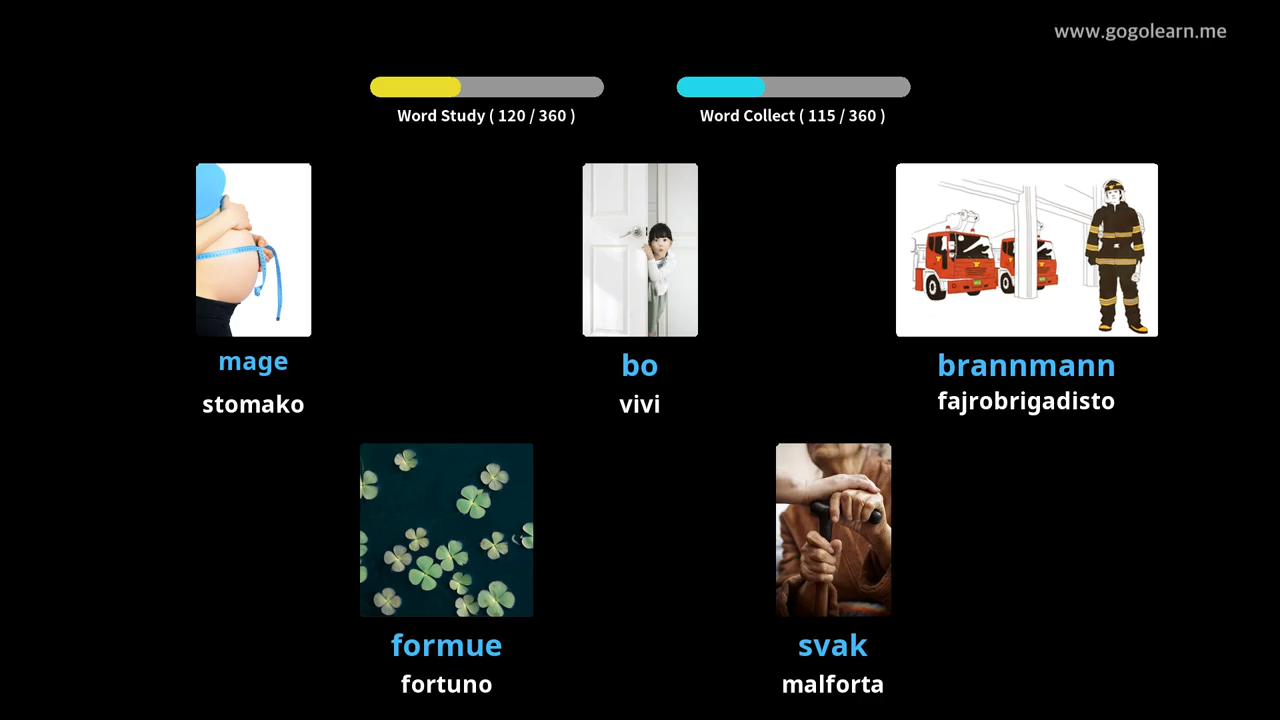 www.gogolearn.me
Word Study ( 120 / 360 )
Word Collect ( 115 / 360 )
mage
stomako
bo
vivi
brannmann
fajrobrigadisto
formue
fortuno
svak
malforta